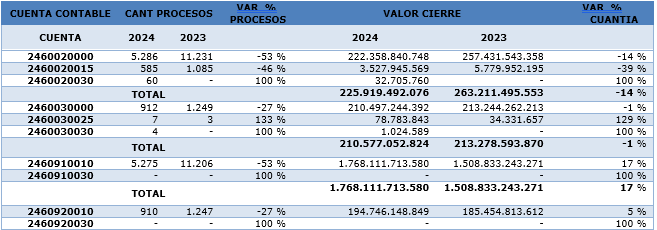 CUENTA CONTABLE CANT PROCESOS VAR % PROCESOS VALOR CIERRE VAR % CUANTIA
CUENTA 2024 2023 2024 2023
2460020000 5.286 11.231 -53 % 222.358.840.748 257.431.543.358 -14 %
2460020015 585 1.085 -46 % 3.527.945.569 5.779.952.195 -39 %
2460020030 60 - 100 % 32.705.760 - 100 %
TOTAL 225.919.492.076 263.211.495.553 -14 %
2460030000 912 1.249 -27 % 210.497.244.392 213.244.262.213 -1 %
2460030025 7 3 133 % 78.783.843 34.331.657 129 %
2460030030 4 - 100 % 1.024.589 - 100 %
TOTAL 210.577.052.824 213.278.593.870 -1 %
2460910010 5.275 11.206 -53 % 1.768.111.713.580 1.508.833.243.271 17 %
2460910030 - - 100 % - - 100 %
TOTAL 1.768.111.713.580 1.508.833.243.271 17 %
2460920010 910 1.247 -27 % 194.746.148.849 185.454.813.612 5 %
2460920030 - - 100 % - - 100 %